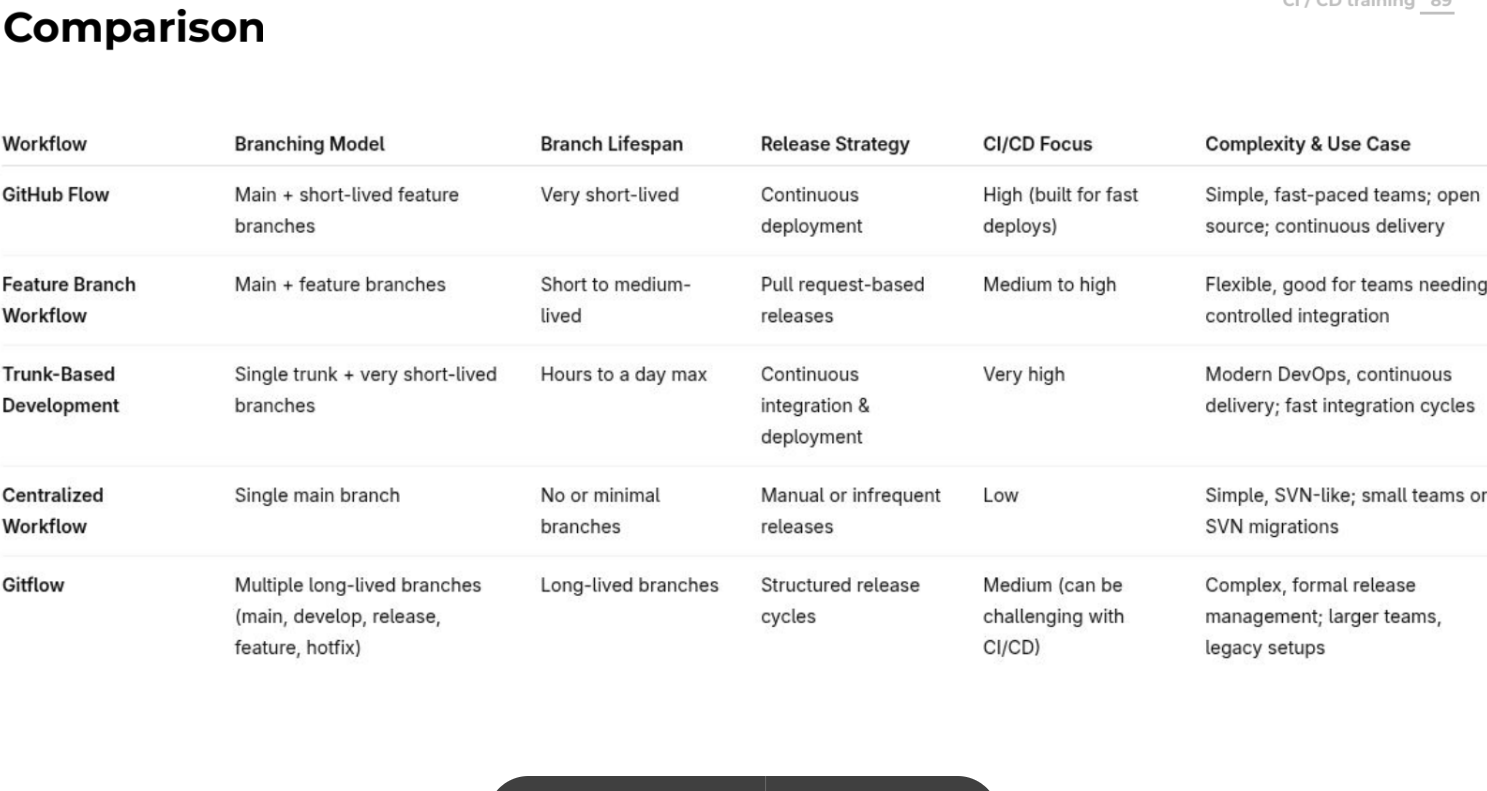 CI / CD training 89
Comparison
Workflow Branching Model Branch Lifespan Release Strategy CI/CD Focus Complexity & Use Case
GitHub Flow Main + short-lived feature Very short-lived Continuous High (built for fast Simple, fast-paced teams; open
branches deployment deploys) source; continuous delivery
Feature Branch Main + feature branches Short to medium- Pull request-based Medium to high Flexible, good for teams needing
Workflow lived releases controlled integration
Trunk-Based Single trunk + very short-lived Hours to a day max Continuous Very high Modern DevOps, continuous
Development branches integration & delivery; fast integration cycles
deployment
Centralized Single main branch No or minimal Manual or infrequent Low Simple, SVN-like; small teams or
Workflow branches releases SVN migrations
Gitflow Multiple long-lived branches Long-lived branches Structured release Medium (can be Complex, formal release
(main, develop, release, cycles challenging with management; larger teams,
feature, hotfix) CI/CD) legacy setups